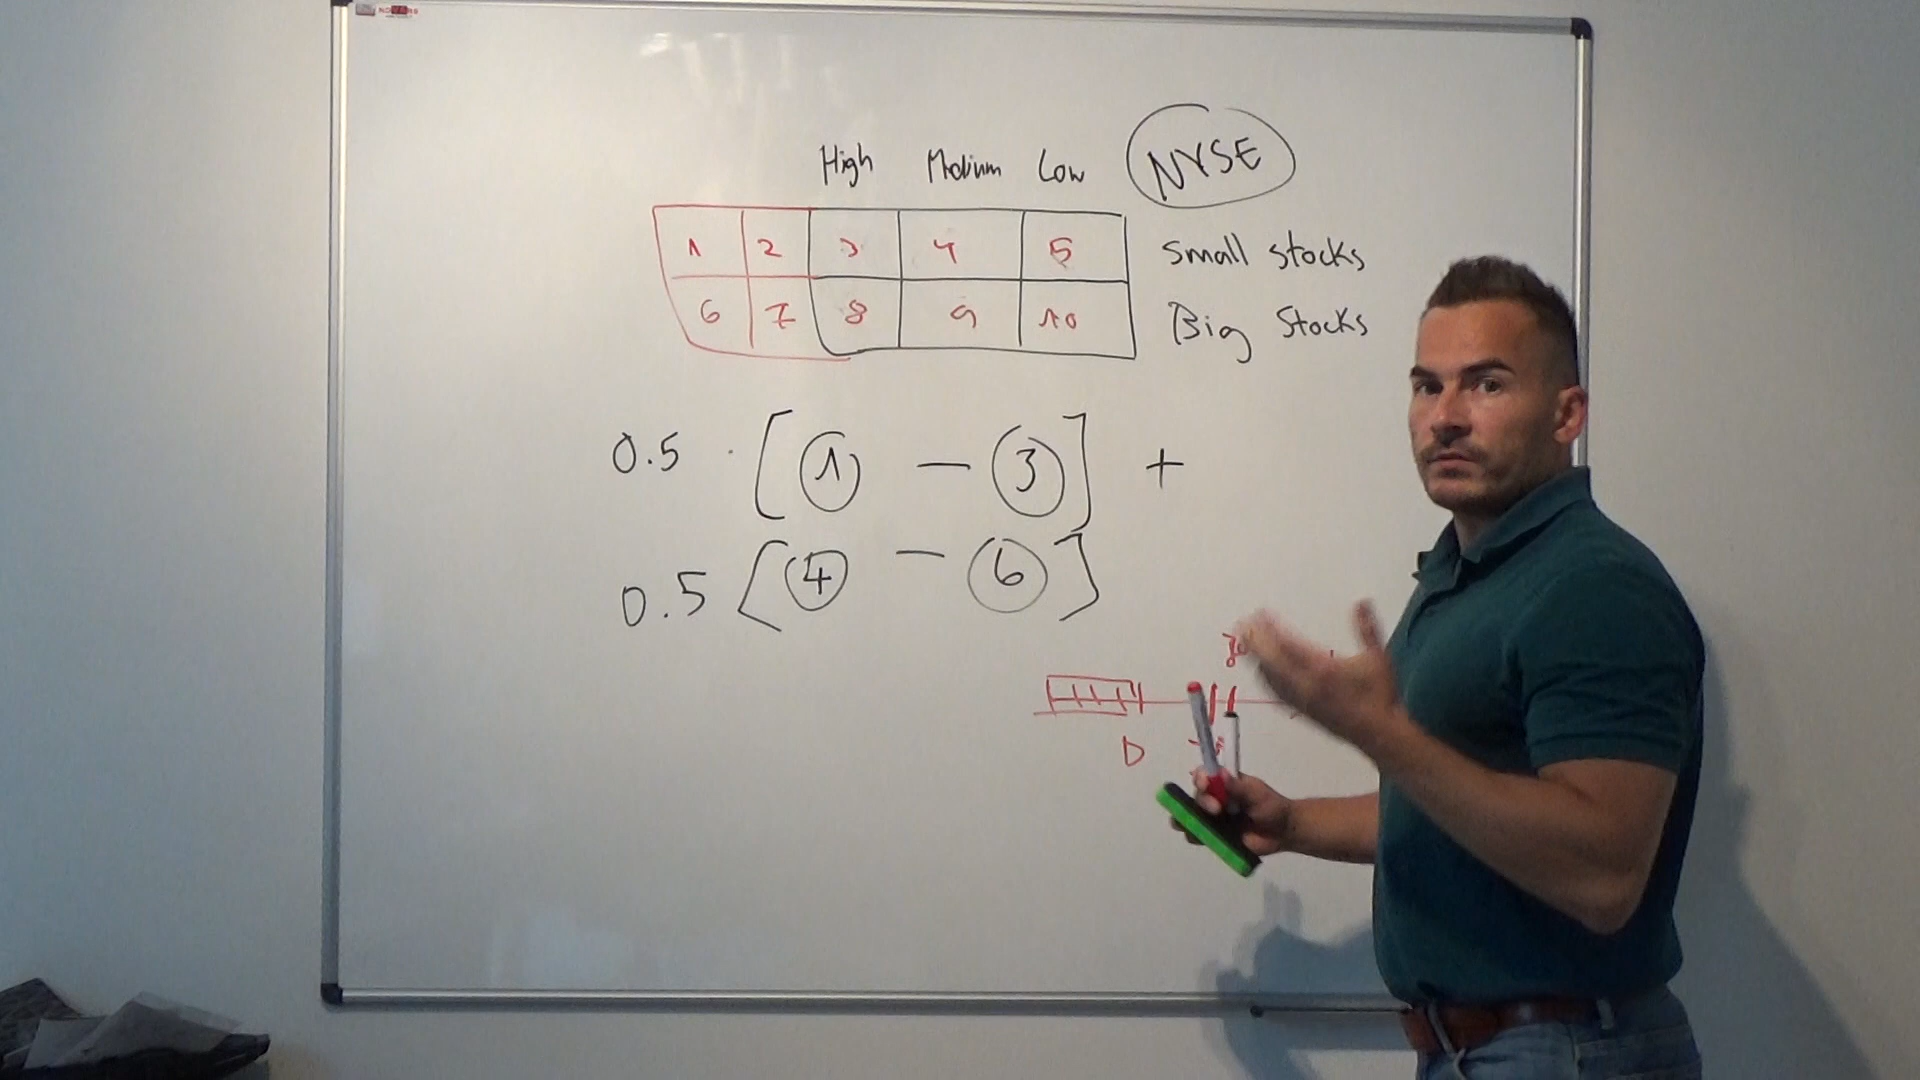 High Medium Low NYSE
1 2 3 4 5 Small stocks
6 7 8 9 10 Big Stocks
0.5 · [ 1 - 3 ] +
0.5 [ 4 - 6 ]
D